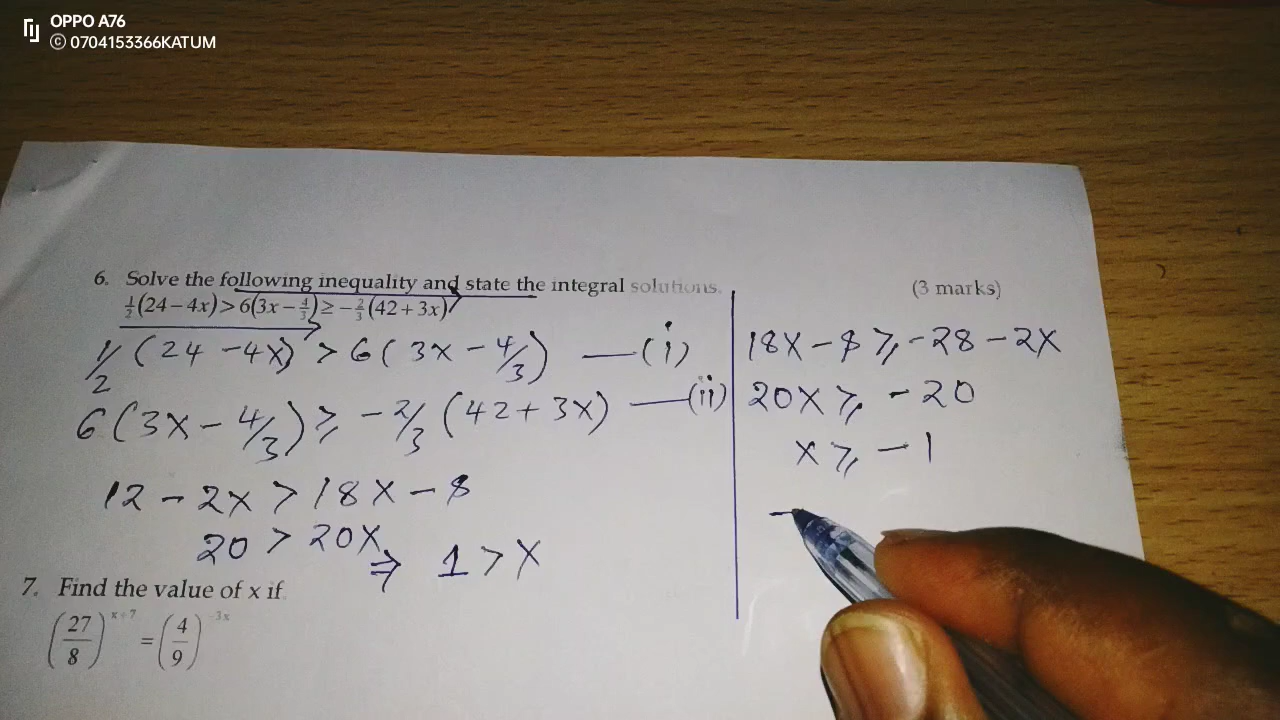 OPPO A76
© 0704153366KATUM
6. Solve the following inequality and state the integral solutions. (3 marks)
½(24 – 4x) > 6(3x – 4/3) ≥ –⅔(42 + 3x)
1/2 (24 – 4x) > 6(3x – 4/3) —(i)
6(3x – 4/3) ≥ –2/3 (42 + 3x) —(ii)
12 – 2x > 18x – 8
20 > 20x ⇒ 1 > x
18x – 8 ≥ –28 – 2x
20x ≥ –20
x ≥ –1
7. Find the value of x if
(27/8)^(x+7) = (4/9)^(–3x)